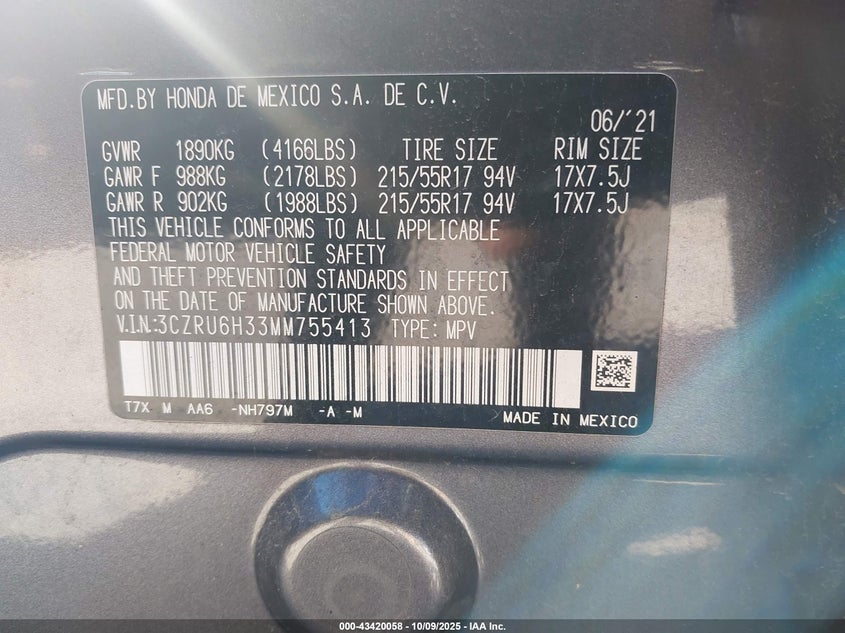 MFD.BY HONDA DE MEXICO S.A. DE C.V.
06/'21
GVWR 1890KG (4166LBS) TIRE SIZE RIM SIZE
GAWR F 988KG (2178LBS) 215/55R17 94V 17X7.5J
GAWR R 902KG (1988LBS) 215/55R17 94V 17X7.5J
THIS VEHICLE CONFORMS TO ALL APPLICABLE
FEDERAL MOTOR VEHICLE SAFETY
AND THEFT PREVENTION STANDARDS IN EFFECT
ON THE DATE OF MANUFACTURE SHOWN ABOVE.
V.I.N.:3CZRU6H33MM755413 TYPE: MPV
T7X M AA6 -NH797M -A -M
MADE IN MEXICO
000-43420058 - 10/09/2025 - IAA Inc.